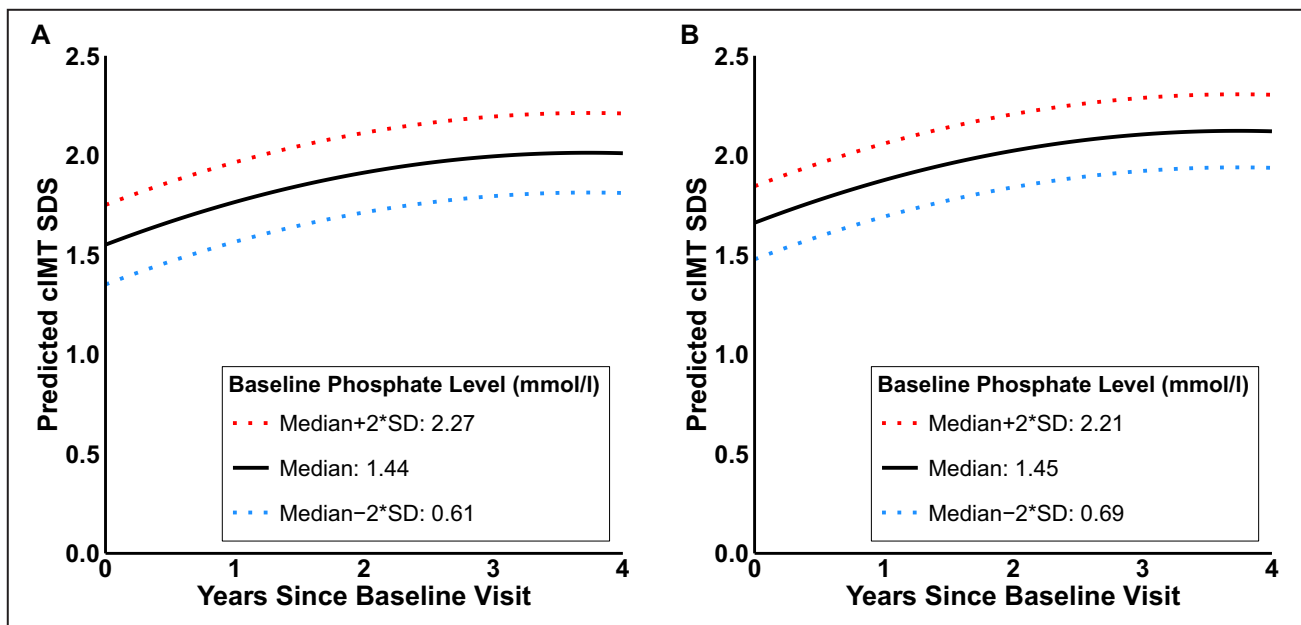 A
2.5
2.0
1.5
1.0
0.5
0.0
Predicted cIMT SDS
Baseline Phosphate Level (mmol/l)
Median+2*SD: 2.27
Median: 1.44
Median−2*SD: 0.61
0 1 2 3 4
Years Since Baseline Visit
B
2.5
2.0
1.5
1.0
0.5
0.0
Predicted cIMT SDS
Baseline Phosphate Level (mmol/l)
Median+2*SD: 2.21
Median: 1.45
Median−2*SD: 0.69
0 1 2 3 4
Years Since Baseline Visit